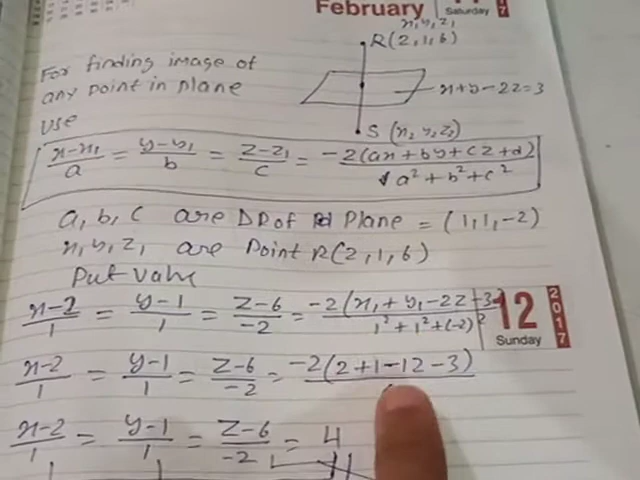 February
Saturday
x₁ y₁ z₁
R(2,1,6)
For finding image of
any point in plane
use
x+y-2z=3
S (x₂ y₂ z₂)
x-x₁/a = y-y₁/b = z-z₁/c = -2(ax+by+cz+d)/a²+b²+c²
a, b, c are DR of Plane = (1,1,-2)
x₁ y₁ z₁ are Point R(2,1,6)
Put value
x-2/1 = y-1/1 = z-6/-2 = -2(x₁+y₁-2z-3)/1²+1²+(-2)²
12
2017
Sunday
x-2/1 = y-1/1 = z-6/-2 = -2(2+1-12-3)
x-2/1 = y-1/1 = z-6/-2 = 4